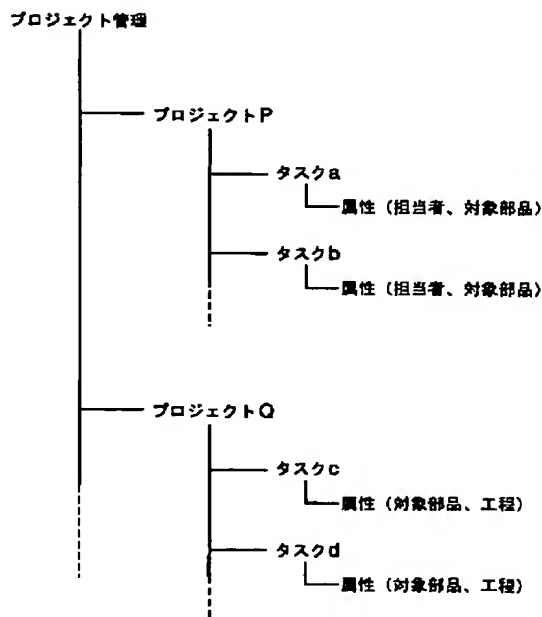 プロジェクト管理
プロジェクトP
タスクa
属性（担当者、対象部品）
タスクb
属性（担当者、対象部品）
プロジェクトQ
タスクc
属性（対象部品、工程）
タスクd
属性（対象部品、工程）